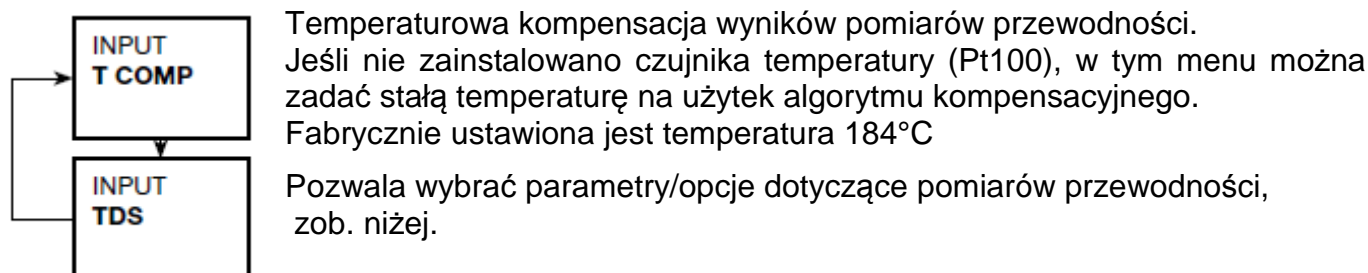 INPUT
T COMP
Temperaturowa kompensacja wyników pomiarów przewodności.
Jeśli nie zainstalowano czujnika temperatury (Pt100), w tym menu można
zadać stałą temperaturę na użytek algorytmu kompensacyjnego.
Fabrycznie ustawiona jest temperatura 184°C
INPUT
TDS
Pozwala wybrać parametry/opcje dotyczące pomiarów przewodności,
zob. niżej.